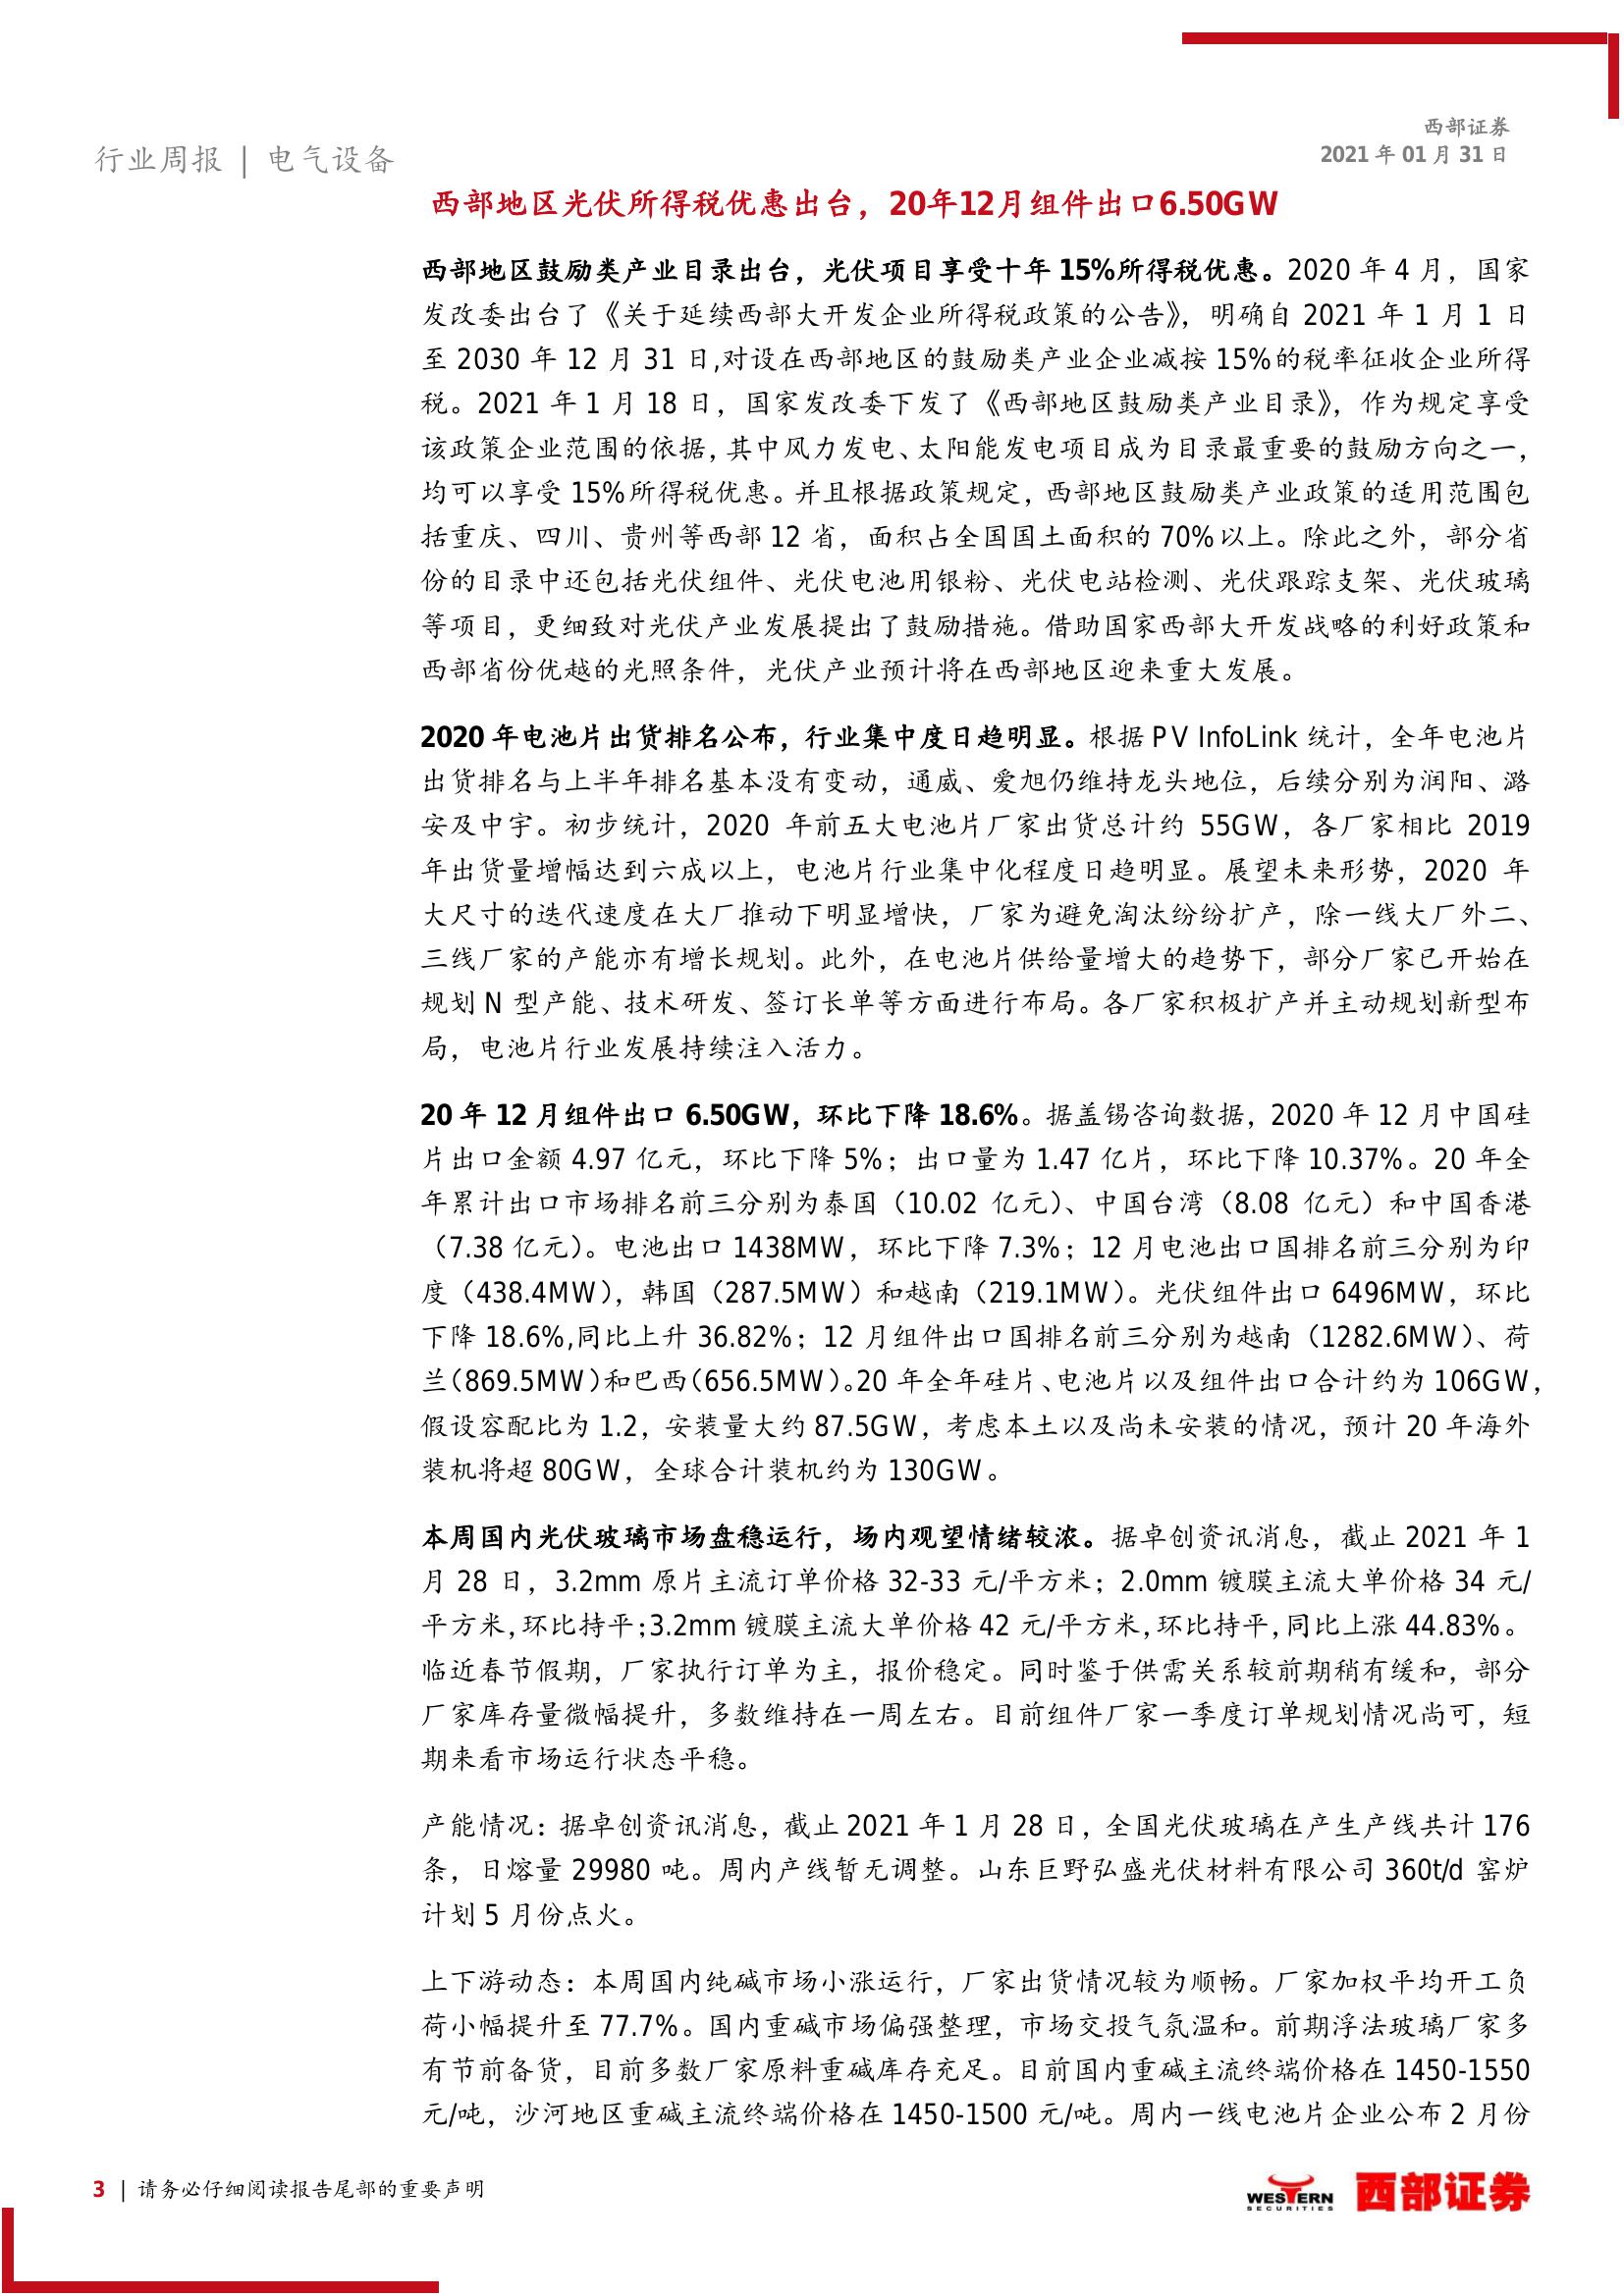 西部证券
2021 年 01 月 31 日
行业周报 | 电气设备
西部地区光伏所得税优惠出台，20年12月组件出口6.50GW
西部地区鼓励类产业目录出台，光伏项目享受十年 15%所得税优惠。2020 年 4 月，国家
发改委出台了《关于延续西部大开发企业所得税政策的公告》，明确自 2021 年 1 月 1 日
至 2030 年 12 月 31 日,对设在西部地区的鼓励类产业企业减按 15%的税率征收企业所得
税。2021 年 1 月 18 日，国家发改委下发了《西部地区鼓励类产业目录》，作为规定享受
该政策企业范围的依据，其中风力发电、太阳能发电项目成为目录最重要的鼓励方向之一，
均可以享受 15%所得税优惠。并且根据政策规定，西部地区鼓励类产业政策的适用范围包
括重庆、四川、贵州等西部 12 省，面积占全国国土面积的 70%以上。除此之外，部分省
份的目录中还包括光伏组件、光伏电池用银粉、光伏电站检测、光伏跟踪支架、光伏玻璃
等项目，更细致对光伏产业发展提出了鼓励措施。借助国家西部大开发战略的利好政策和
西部省份优越的光照条件，光伏产业预计将在西部地区迎来重大发展。
2020 年电池片出货排名公布，行业集中度日趋明显。根据 PV InfoLink 统计，全年电池片
出货排名与上半年排名基本没有变动，通威、爱旭仍维持龙头地位，后续分别为润阳、潞
安及中宇。初步统计，2020 年前五大电池片厂家出货总计约 55GW，各厂家相比 2019
年出货量增幅达到六成以上，电池片行业集中化程度日趋明显。展望未来形势，2020 年
大尺寸的迭代速度在大厂推动下明显增快，厂家为避免淘汰纷纷扩产，除一线大厂外二、
三线厂家的产能亦有增长规划。此外，在电池片供给量增大的趋势下，部分厂家已开始在
规划 N 型产能、技术研发、签订长单等方面进行布局。各厂家积极扩产并主动规划新型布
局，电池片行业发展持续注入活力。
20 年 12 月组件出口 6.50GW，环比下降 18.6%。据盖锡咨询数据，2020 年 12 月中国硅
片出口金额 4.97 亿元，环比下降 5%；出口量为 1.47 亿片，环比下降 10.37%。20 年全
年累计出口市场排名前三分别为泰国（10.02 亿元）、中国台湾（8.08 亿元）和中国香港
（7.38 亿元）。电池出口 1438MW，环比下降 7.3%；12 月电池出口国排名前三分别为印
度（438.4MW），韩国（287.5MW）和越南（219.1MW）。光伏组件出口 6496MW，环比
下降 18.6%,同比上升 36.82%；12 月组件出口国排名前三分别为越南（1282.6MW）、荷
兰（869.5MW）和巴西（656.5MW）。20 年全年硅片、电池片以及组件出口合计约为 106GW，
假设容配比为 1.2，安装量大约 87.5GW，考虑本土以及尚未安装的情况，预计 20 年海外
装机将超 80GW，全球合计装机约为 130GW。
本周国内光伏玻璃市场盘稳运行，场内观望情绪较浓。据卓创资讯消息，截止 2021 年 1
月 28 日，3.2mm 原片主流订单价格 32-33 元/平方米；2.0mm 镀膜主流大单价格 34 元/
平方米，环比持平；3.2mm 镀膜主流大单价格 42 元/平方米，环比持平，同比上涨 44.83%。
临近春节假期，厂家执行订单为主，报价稳定。同时鉴于供需关系较前期稍有缓和，部分
厂家库存量微幅提升，多数维持在一周左右。目前组件厂家一季度订单规划情况尚可，短
期来看市场运行状态平稳。
产能情况：据卓创资讯消息，截止 2021 年 1 月 28 日，全国光伏玻璃在产生产线共计 176
条，日熔量 29980 吨。周内产线暂无调整。山东巨野弘盛光伏材料有限公司 360t/d 窑炉
计划 5 月份点火。
上下游动态：本周国内纯碱市场小涨运行，厂家出货情况较为顺畅。厂家加权平均开工负
荷小幅提升至 77.7%。国内重碱市场偏强整理，市场交投气氛温和。前期浮法玻璃厂家多
有节前备货，目前多数厂家原料重碱库存充足。目前国内重碱主流终端价格在 1450-1550
元/吨，沙河地区重碱主流终端价格在 1450-1500 元/吨。周内一线电池片企业公布 2 月份
3 | 请务必仔细阅读报告尾部的重要声明
WESTERN
SECURITIES
西部证券